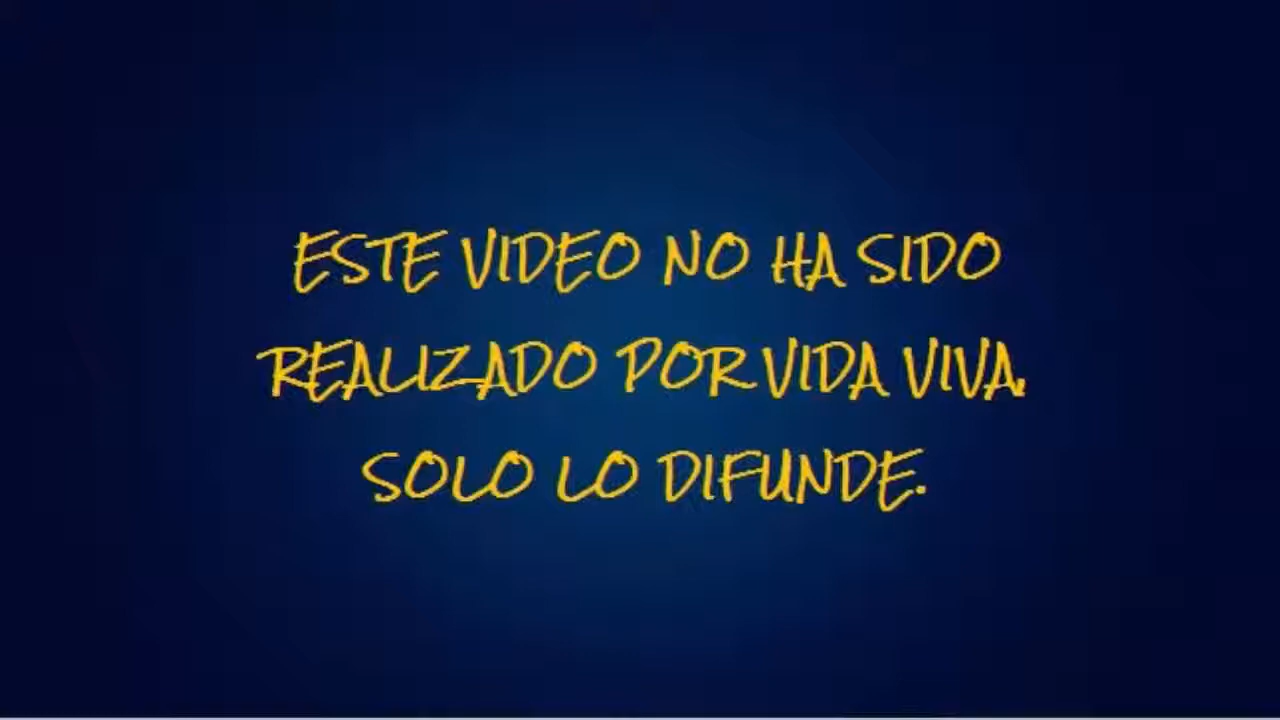 ESTE VIDEO NO HA SIDO
REALIZADO POR VIDA VIVA,
SOLO LO DIFUNDE.